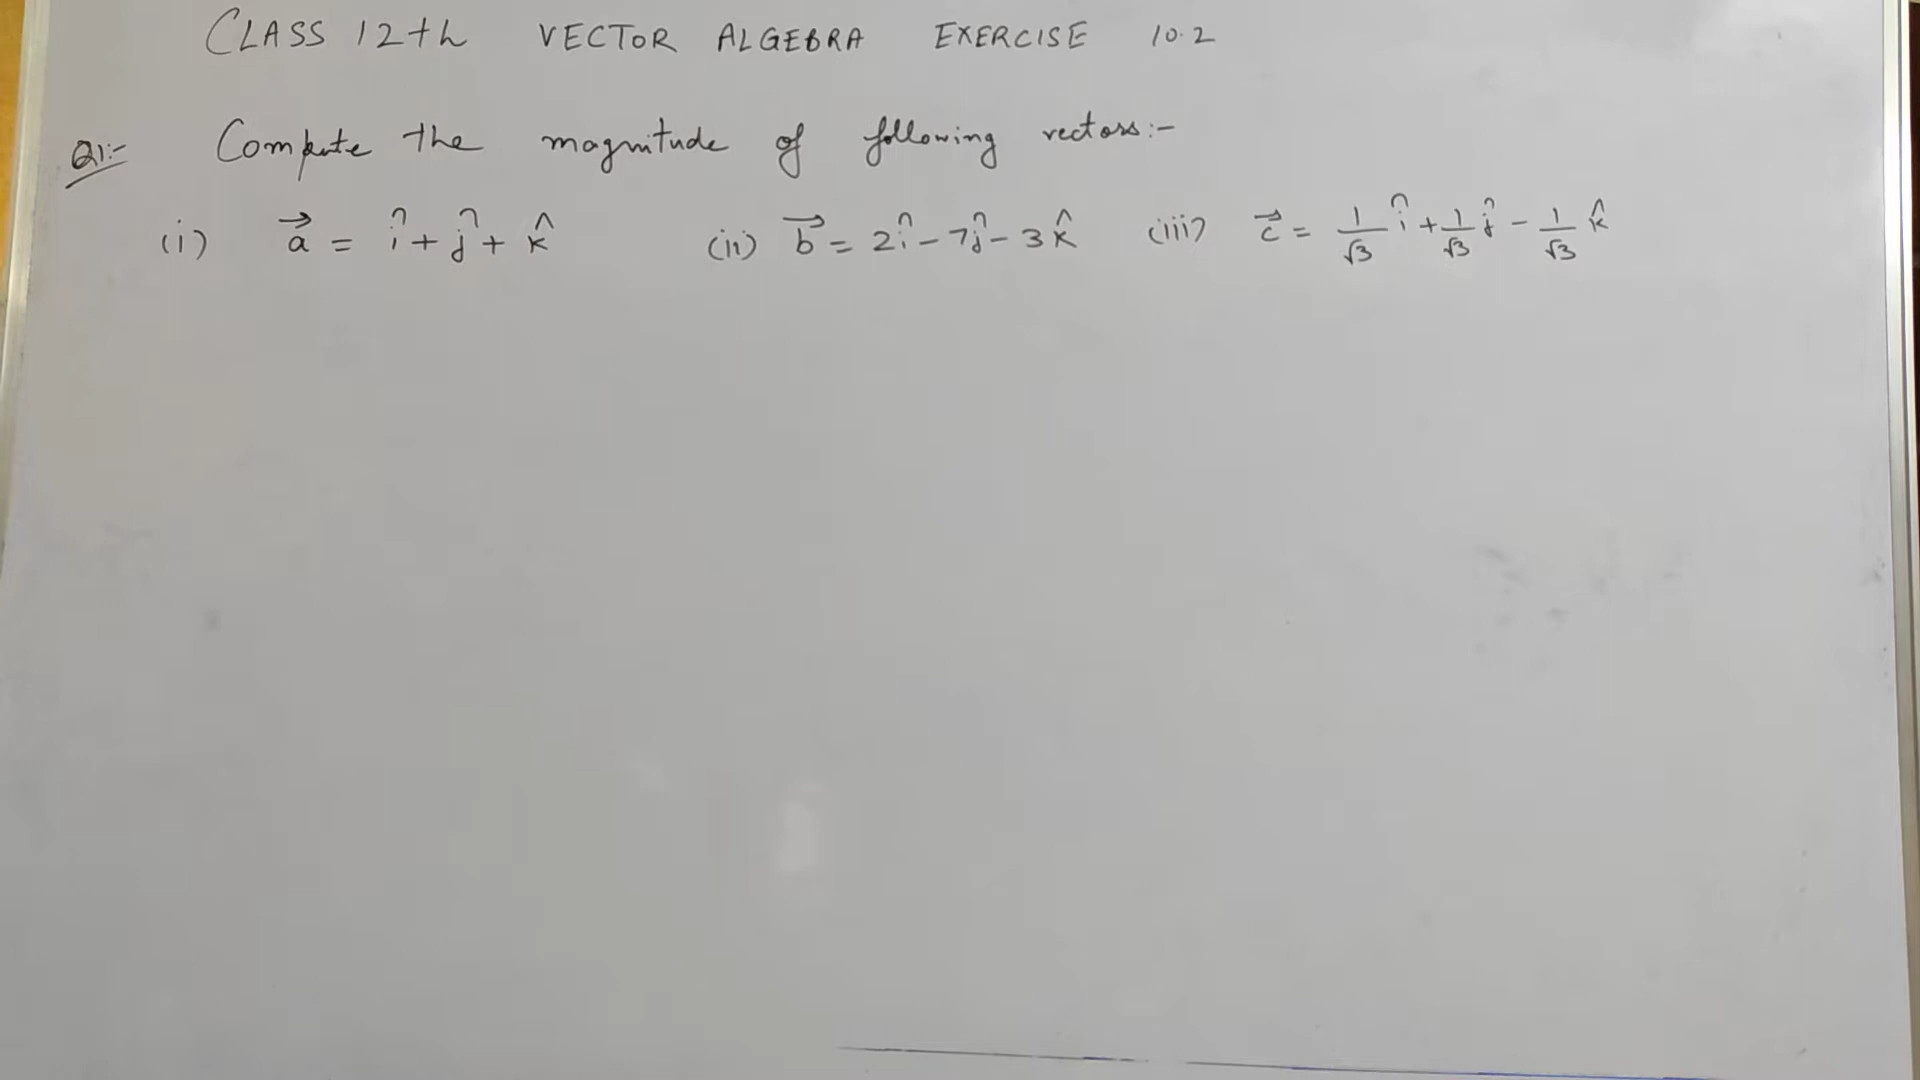 CLASS 12th VECTOR ALGEBRA EXERCISE 10.2
Q1:- Compute the magnitude of following vectors:-
(i) a⃗ = î + ĵ + k̂ (ii) b⃗ = 2î - 7ĵ - 3k̂ (iii) c⃗ = 1/√3 î + 1/√3 ĵ - 1/√3 k̂